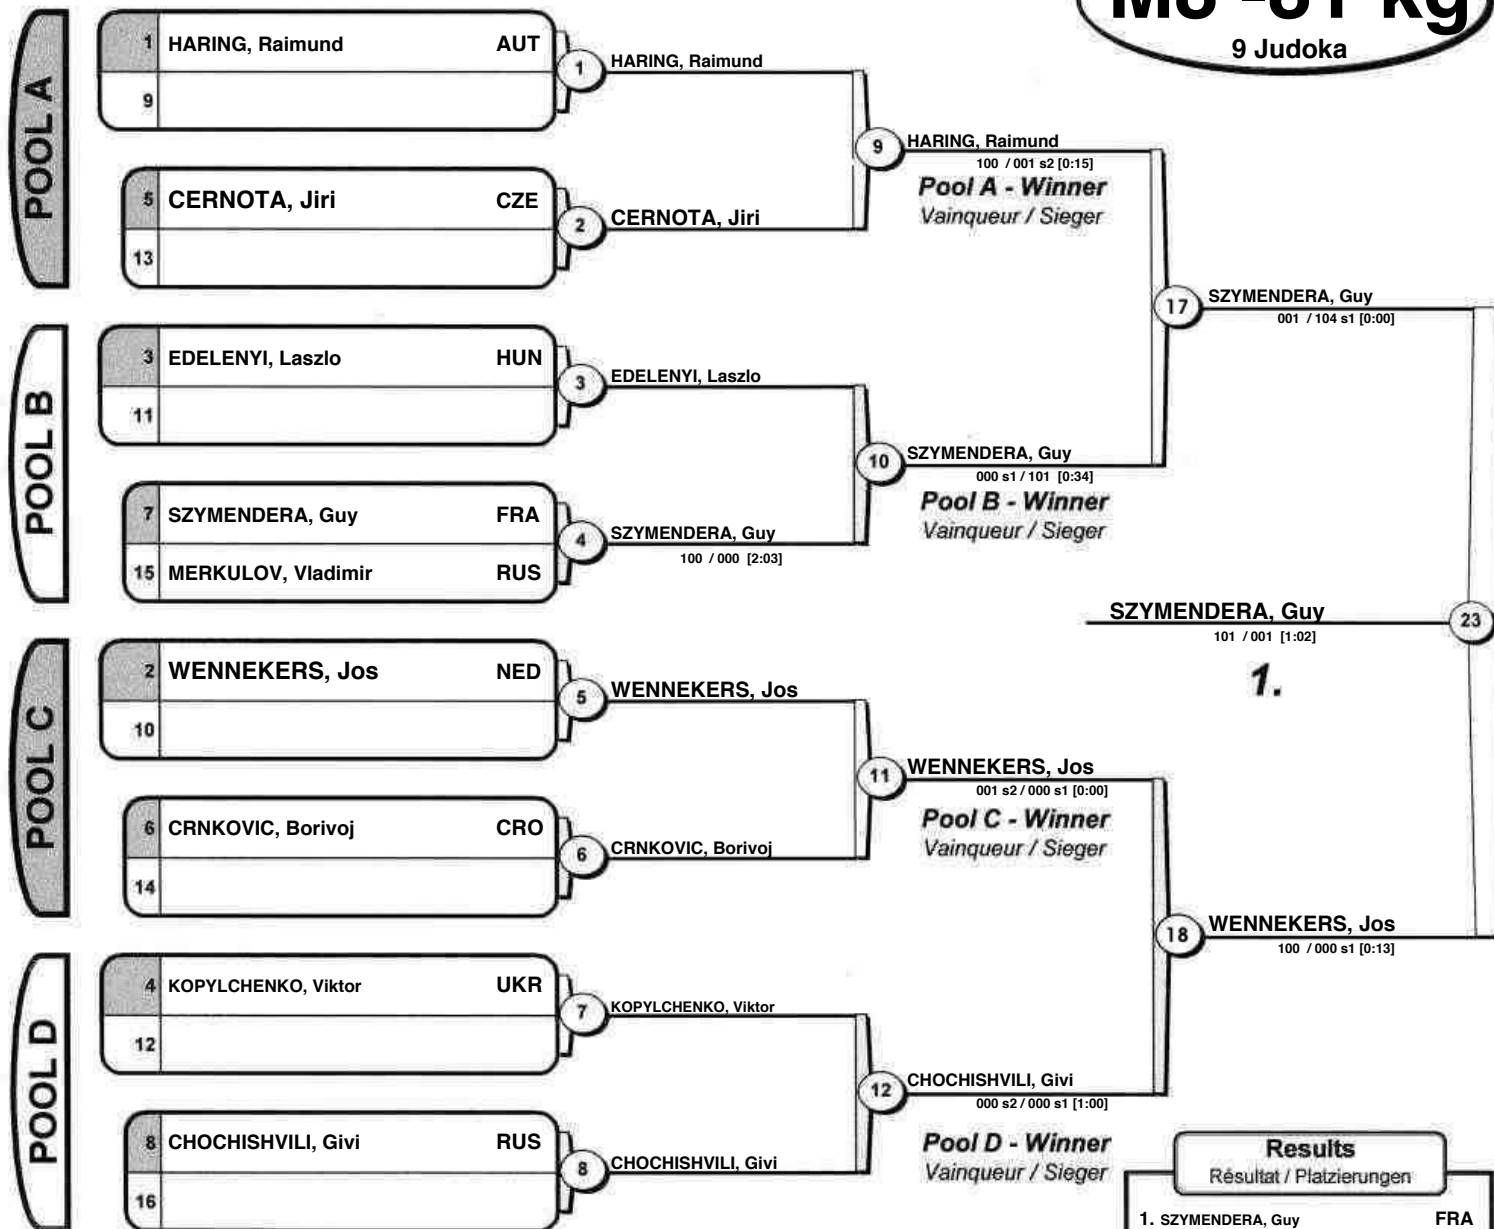 M8 -81 kg
9 Judoka
POOL A
1 HARING, Raimund AUT
9
5 CERNOTA, Jiri CZE
13
1 HARING, Raimund
2 CERNOTA, Jiri
9 HARING, Raimund
100 / 001 s2 [0:15]
Pool A - Winner
Vainqueur / Sieger
POOL B
3 EDELENYI, Laszlo HUN
11
7 SZYMENDERA, Guy FRA
15 MERKULOV, Vladimir RUS
3 EDELENYI, Laszlo
4 SZYMENDERA, Guy
100 / 000 [2:03]
10 SZYMENDERA, Guy
000 s1 / 101 [0:34]
Pool B - Winner
Vainqueur / Sieger
17 SZYMENDERA, Guy
001 / 104 s1 [0:00]
SZYMENDERA, Guy 23
101 / 001 [1:02]
1.
POOL C
2 WENNEKERS, Jos NED
10
6 CRNKOVIC, Borivoj CRO
14
5 WENNEKERS, Jos
6 CRNKOVIC, Borivoj
11 WENNEKERS, Jos
001 s2 / 000 s1 [0:00]
Pool C - Winner
Vainqueur / Sieger
18 WENNEKERS, Jos
100 / 000 s1 [0:13]
POOL D
4 KOPYLCHENKO, Viktor UKR
12
8 CHOCHISHVILI, Givi RUS
16
7 KOPYLCHENKO, Viktor
8 CHOCHISHVILI, Givi
12 CHOCHISHVILI, Givi
000 s2 / 000 s1 [1:00]
Pool D - Winner
Vainqueur / Sieger
Results
Résultat / Platzierungen
1. SZYMENDERA, Guy FRA